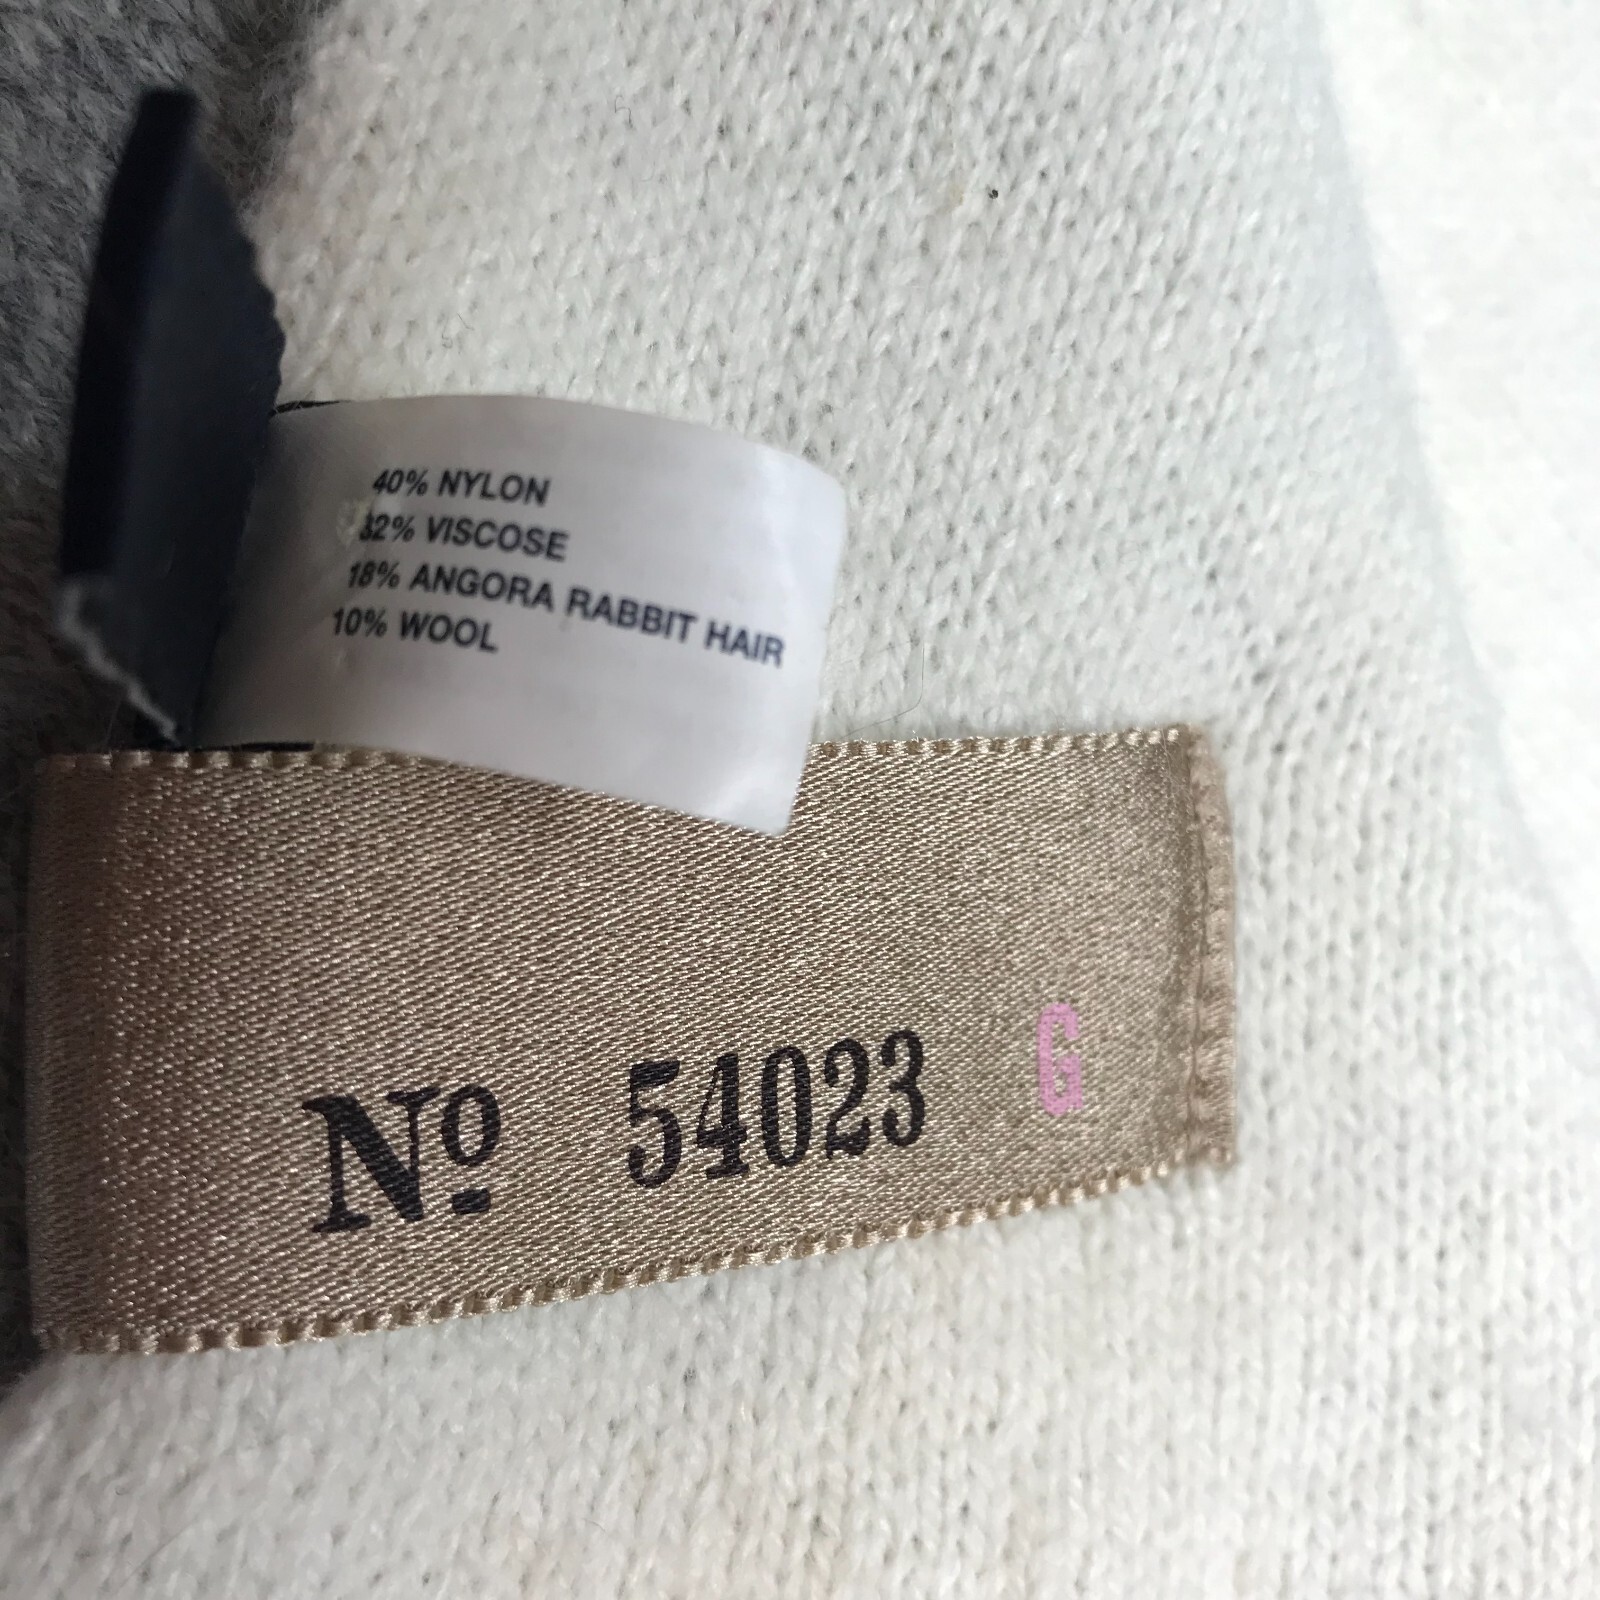 40% NYLON
32% VISCOSE
18% ANGORA RABBIT HAIR
10% WOOL
Nº 54023 G